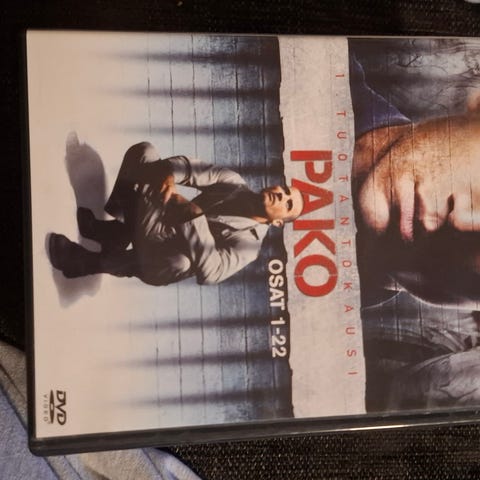 1. TUOTANTOKAUSI
PAKO
OSAT 1-22
DVD
VIDEO